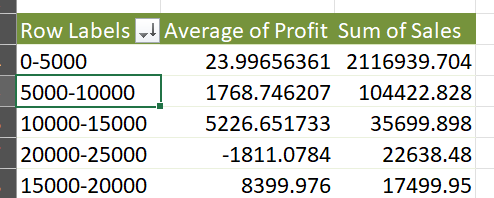 Row Labels Average of Profit Sum of Sales
0-5000 23.99656361 2116939.704
5000-10000 1768.746207 104422.828
10000-15000 5226.651733 35699.898
20000-25000 -1811.0784 22638.48
15000-20000 8399.976 17499.95